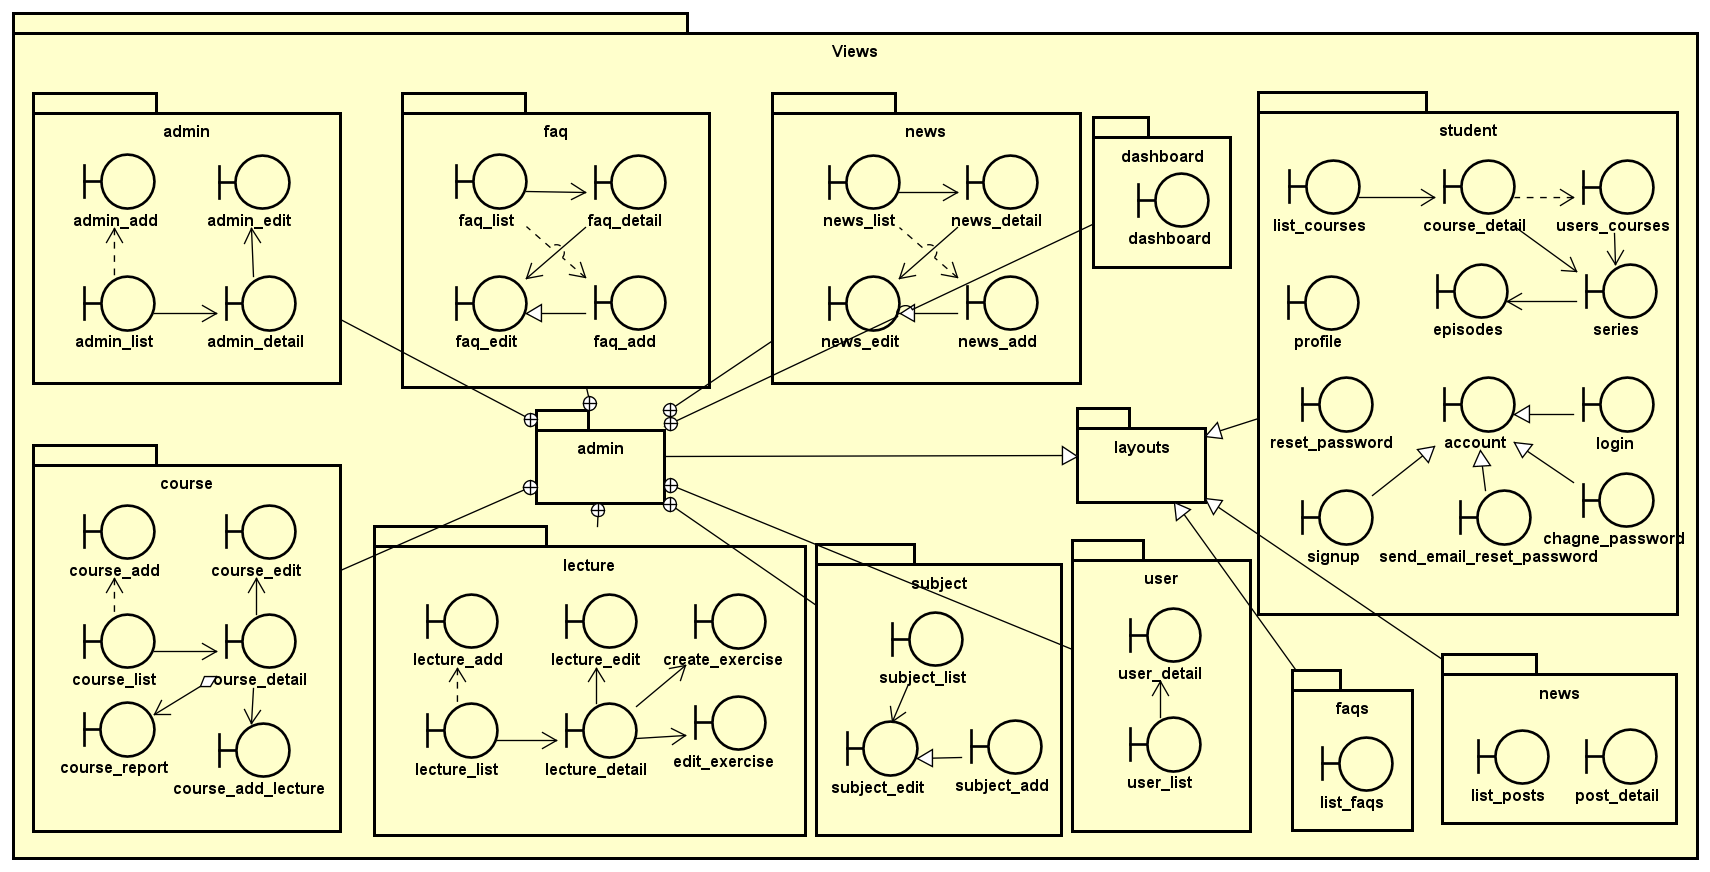 Views
admin
admin_add
admin_edit
admin_list
admin_detail
faq
faq_list
faq_detail
faq_edit
faq_add
news
news_list
news_detail
news_edit
news_add
dashboard
dashboard
student
list_courses
course_detail
users_courses
profile
episodes
series
reset_password
account
login
signup
send_email_reset_password
chagne_password
admin
layouts
course
course_add
course_edit
course_list
course_detail
course_report
course_add_lecture
lecture
lecture_add
lecture_edit
create_exercise
lecture_list
lecture_detail
edit_exercise
subject
subject_list
subject_edit
subject_add
user
user_detail
user_list
faqs
list_faqs
news
list_posts
post_detail